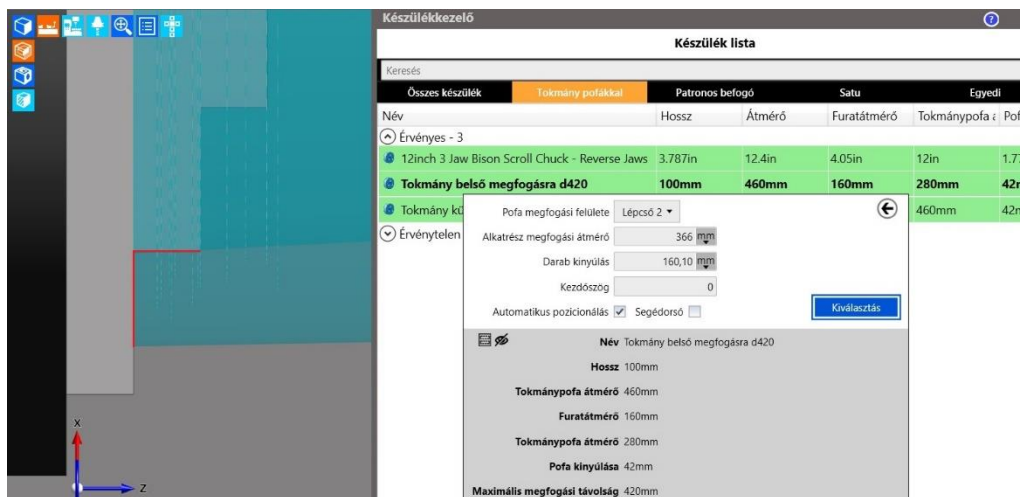 Készülékkezelő
?
Készülék lista
Keresés
Összes készülék Tokmány pofákkal Patronos befogó Satu Egyedi
Név Hossz Átmérő Furatátmérő Tokmánypofa
Érvényes - 3
12inch 3 Jaw Bison Scroll Chuck - Reverse Jaws 3.787in 12.4in 4.05in 12in
Tokmány belső megfogásra d420 100mm 460mm 160mm 280mm
Tokmány 460mm
Érvénytelen
Pofa megfogási felülete Lépcső 2
Alkatrész megfogási átmérő 366 mm
Darab kinyúlás 160,10 mm
Kezdőszög 0
Automatikus pozicionálás Segédorsó
Kiválasztás
Név Tokmány belső megfogásra d420
Hossz 100mm
Tokmánypofa átmérő 460mm
Furatátmérő 160mm
Tokmánypofa átmérő 280mm
Pofa kinyúlása 42mm
Maximális megfogási távolság 420mm
X
Z